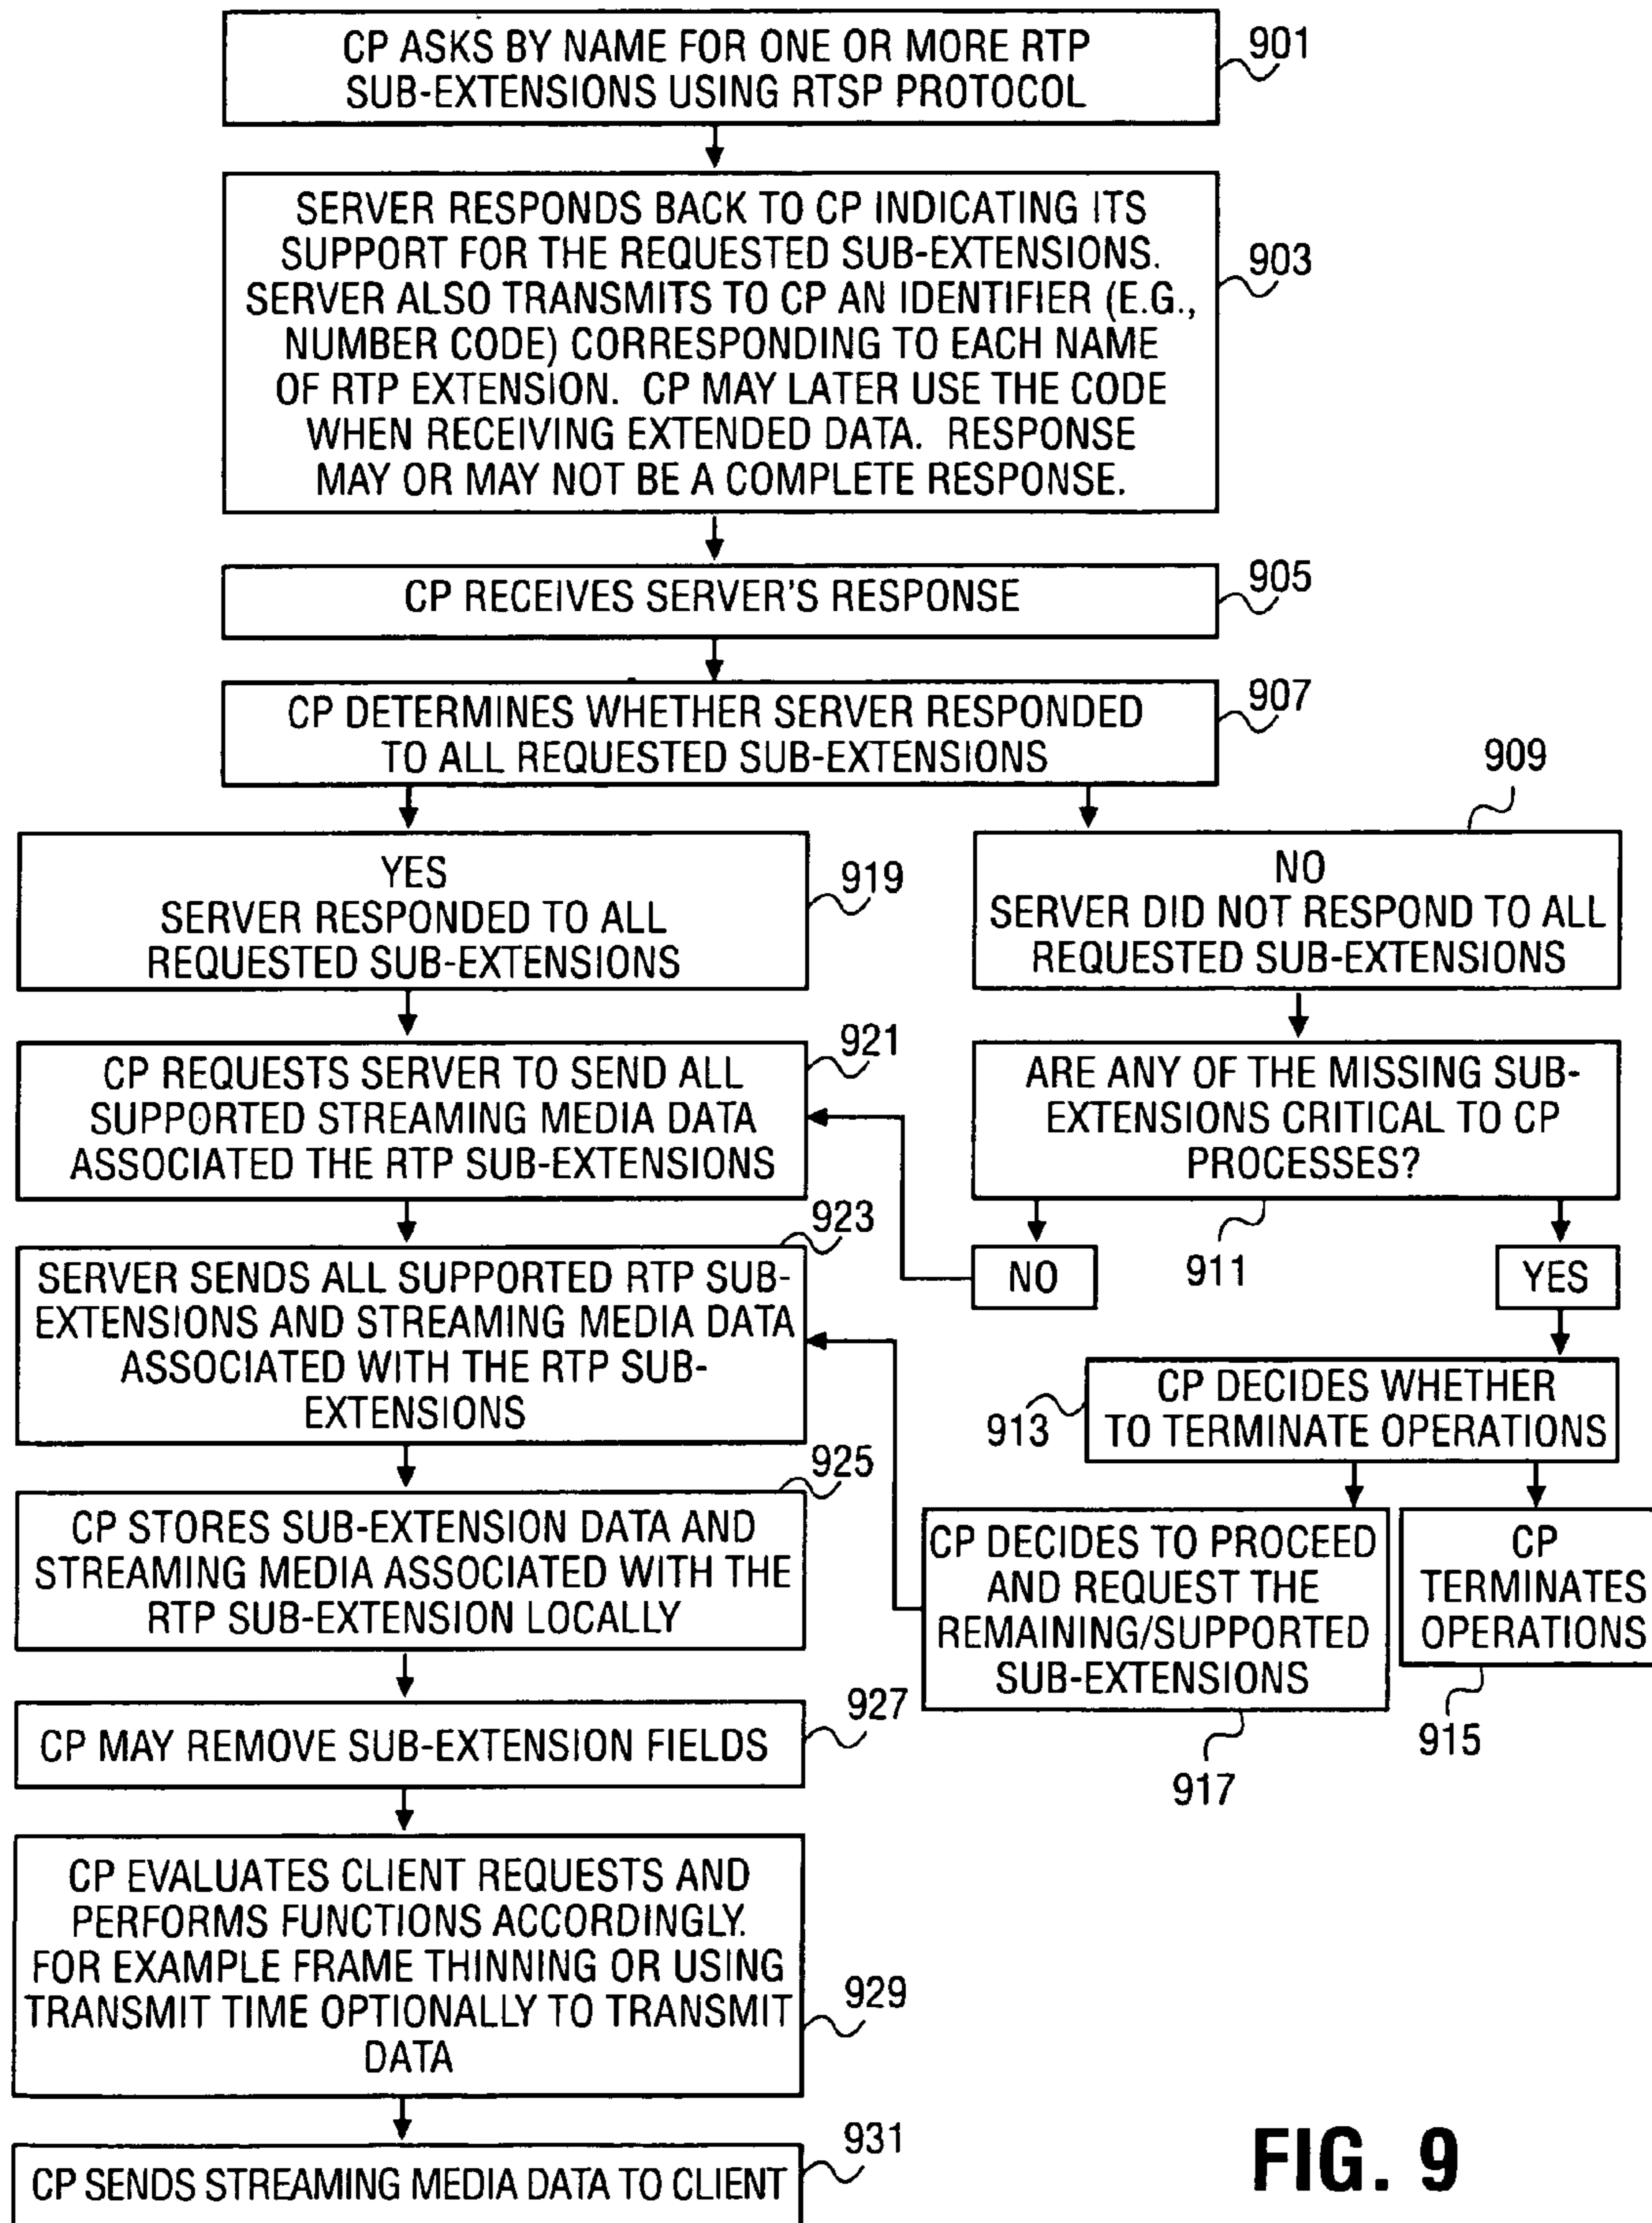 CP ASKS BY NAME FOR ONE OR MORE RTP
SUB-EXTENSIONS USING RTSP PROTOCOL
901
SERVER RESPONDS BACK TO CP INDICATING ITS
SUPPORT FOR THE REQUESTED SUB-EXTENSIONS.
SERVER ALSO TRANSMITS TO CP AN IDENTIFIER (E.G.,
NUMBER CODE) CORRESPONDING TO EACH NAME
OF RTP EXTENSION. CP MAY LATER USE THE CODE
WHEN RECEIVING EXTENDED DATA. RESPONSE
MAY OR MAY NOT BE A COMPLETE RESPONSE.
903
CP RECEIVES SERVER'S RESPONSE
905
CP DETERMINES WHETHER SERVER RESPONDED
TO ALL REQUESTED SUB-EXTENSIONS
907
YES
SERVER RESPONDED TO ALL
REQUESTED SUB-EXTENSIONS
919
909
NO
SERVER DID NOT RESPOND TO ALL
REQUESTED SUB-EXTENSIONS
CP REQUESTS SERVER TO SEND ALL
SUPPORTED STREAMING MEDIA DATA
ASSOCIATED THE RTP SUB-EXTENSIONS
921
ARE ANY OF THE MISSING SUB-
EXTENSIONS CRITICAL TO CP
PROCESSES?
911
NO
YES
SERVER SENDS ALL SUPPORTED RTP SUB-
EXTENSIONS AND STREAMING MEDIA DATA
ASSOCIATED WITH THE RTP SUB-
EXTENSIONS
923
CP DECIDES WHETHER
TO TERMINATE OPERATIONS
913
CP STORES SUB-EXTENSION DATA AND
STREAMING MEDIA ASSOCIATED WITH THE
RTP SUB-EXTENSION LOCALLY
925
CP DECIDES TO PROCEED
AND REQUEST THE
REMAINING/SUPPORTED
SUB-EXTENSIONS
917
CP
TERMINATES
OPERATIONS
915
CP MAY REMOVE SUB-EXTENSION FIELDS
927
CP EVALUATES CLIENT REQUESTS AND
PERFORMS FUNCTIONS ACCORDINGLY.
FOR EXAMPLE FRAME THINNING OR USING
TRANSMIT TIME OPTIONALLY TO TRANSMIT
DATA
929
CP SENDS STREAMING MEDIA DATA TO CLIENT
931
FIG. 9